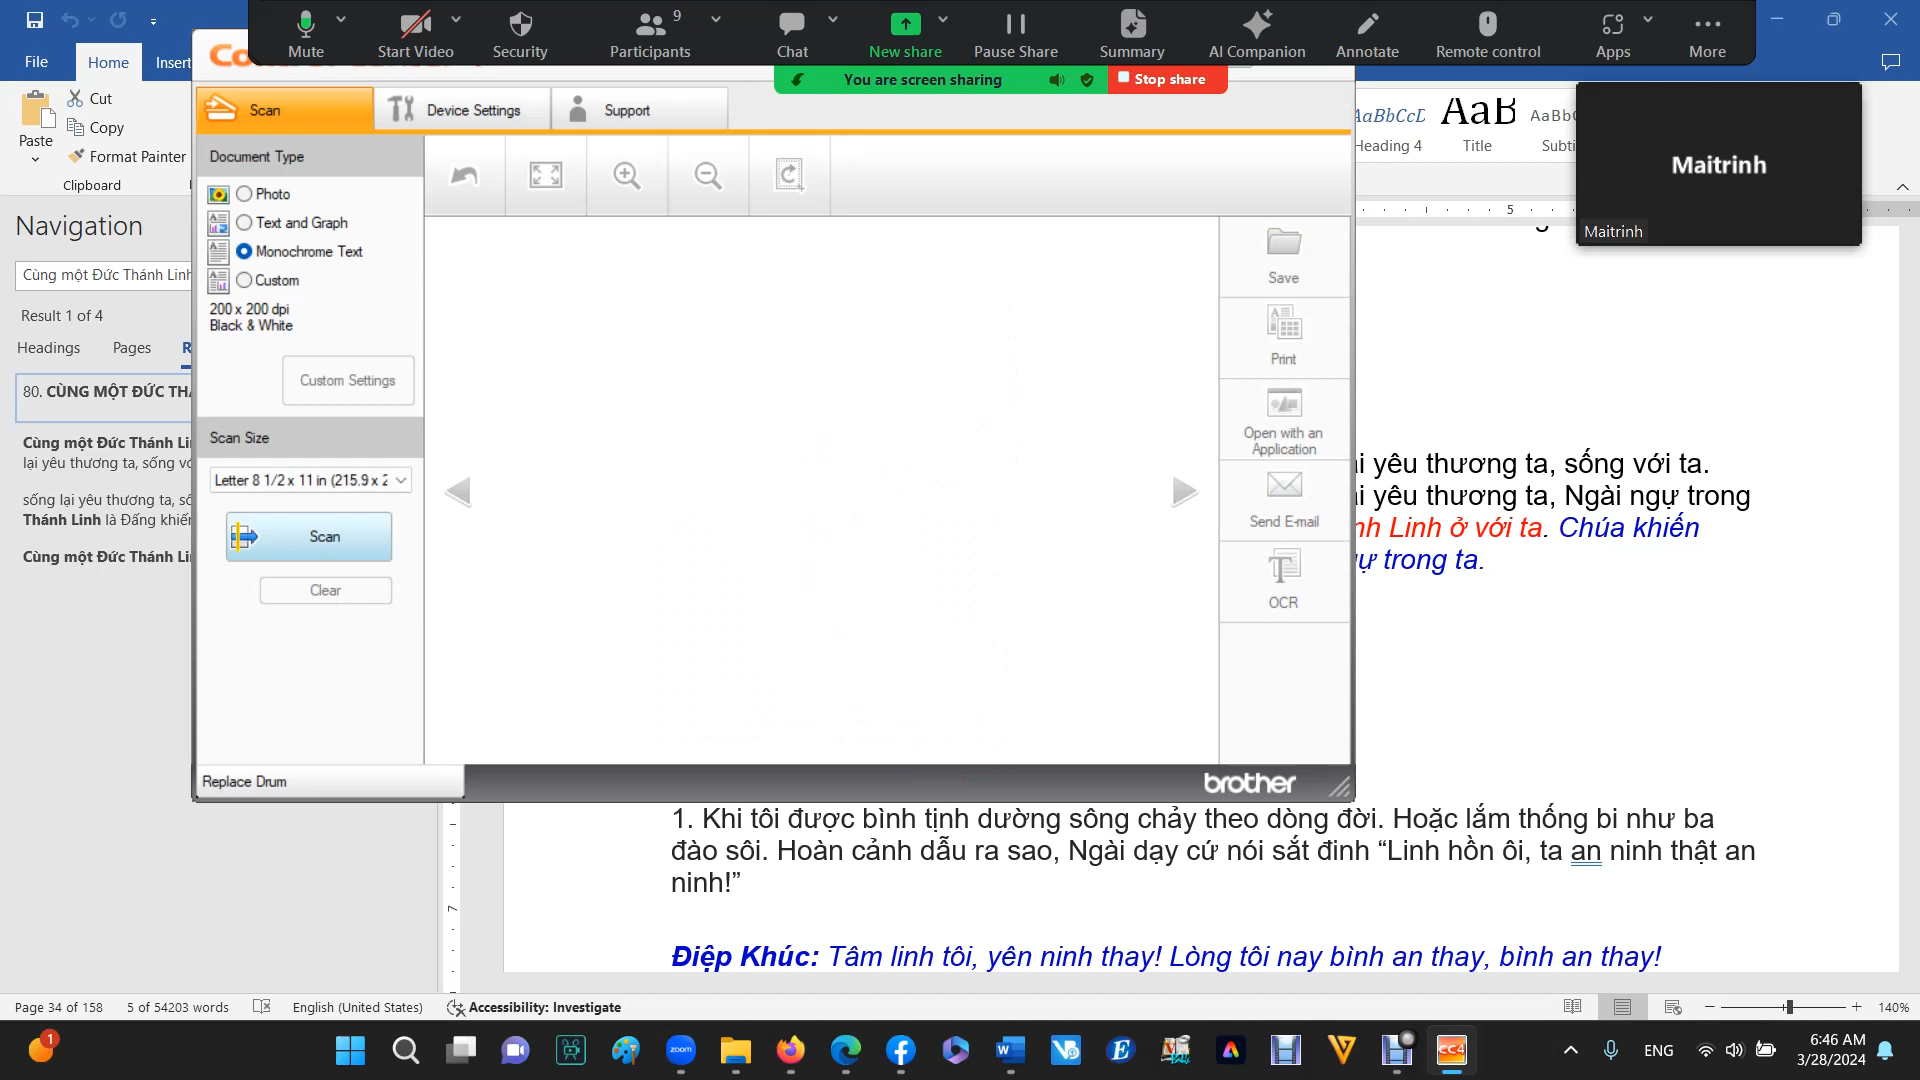 Mute
Start Video
Security
Participants
9
Chat
New share
Pause Share
Summary
AI Companion
Annotate
Remote control
Apps
More
You are screen sharing
Stop share
File
Home
Insert
Cut
Copy
Paste
Format Painter
Clipboard
Scan
Device Settings
Support
AaBbCcD
AaB
AaBbC
Heading 4
Title
Subti
Maitrinh
Maitrinh
Document Type
Photo
Text and Graph
Monochrome Text
Custom
200 x 200 dpi
Black & White
Custom Settings
Scan Size
Letter 8 1/2 x 11 in (215.9 x 2
Scan
Clear
Replace Drum
brother
Save
Print
Open with an
Application
Send E-mail
OCR
Navigation
Cùng một Đức Thánh Linh
Result 1 of 4
Headings
Pages
R
80. CÙNG MỘT ĐỨC THÁ
Cùng một Đức Thánh Li
lại yêu thương ta, sống vớ
sống lại yêu thương ta, số
Thánh Linh là Đấng khiến
Cùng một Đức Thánh Li
5
i yêu thương ta, sống với ta.
i yêu thương ta, Ngài ngự trong
nh Linh ở với ta. Chúa khiến
ự trong ta.
1. Khi tôi được bình tịnh dường sông chảy theo dòng đời. Hoặc lắm thống bi như ba
đào sôi. Hoàn cảnh dẫu ra sao, Ngài dạy cứ nói sắt đinh “Linh hồn ôi, ta an ninh thật an
ninh!”
7
Điệp Khúc: Tâm linh tôi, yên ninh thay! Lòng tôi nay bình an thay, bình an thay!
Page 34 of 158
5 of 54203 words
English (United States)
Accessibility: Investigate
140%
1
zoom
CC4
ENG
6:46 AM
3/28/2024